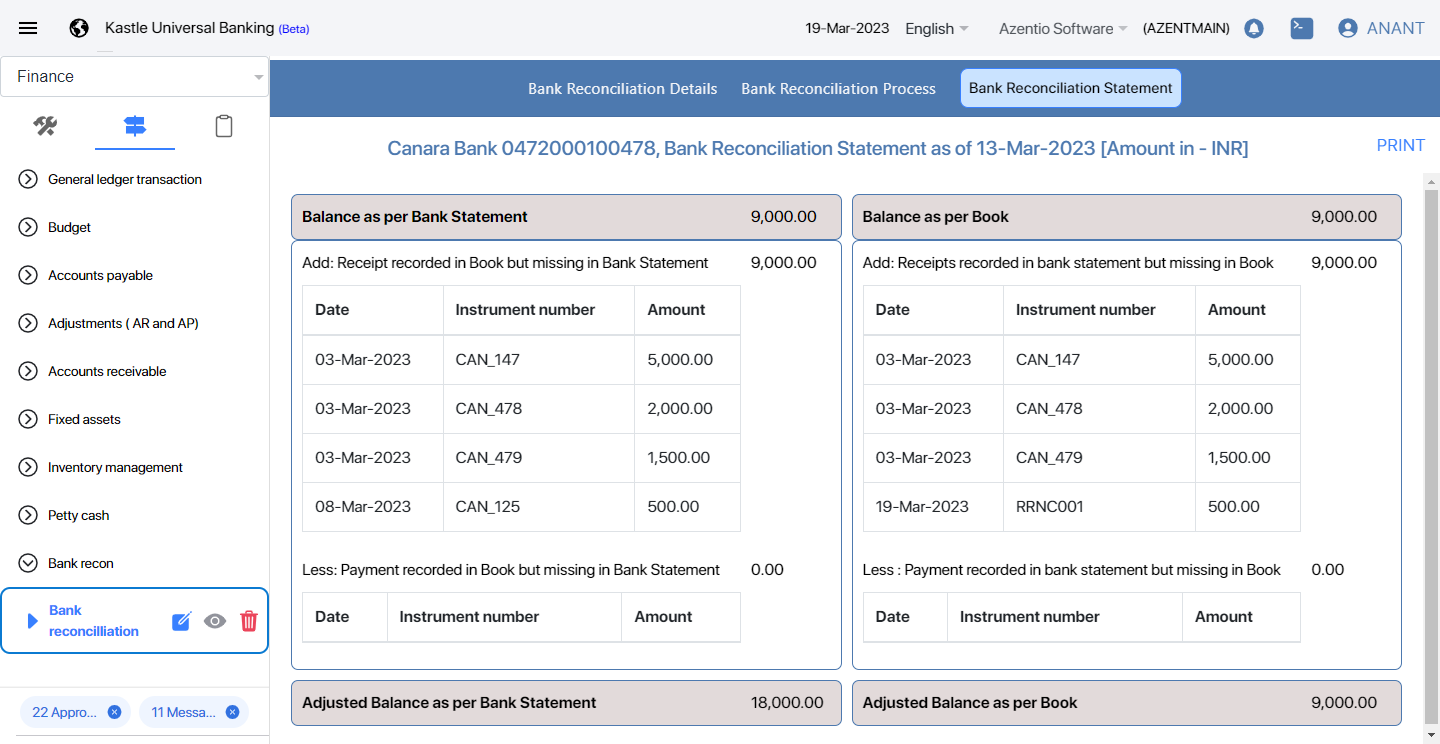 Kastle Universal Banking (Beta)
19-Mar-2023 English Azentio Software (AZENTMAIN) ANANT
Finance
General ledger transaction
Budget
Accounts payable
Adjustments ( AR and AP)
Accounts receivable
Fixed assets
Inventory management
Petty cash
Bank recon
Bank
reconcilliation
22 Appro... 11 Messa...
Bank Reconciliation Details Bank Reconciliation Process Bank Reconciliation Statement
Canara Bank 0472000100478, Bank Reconciliation Statement as of 13-Mar-2023 [Amount in - INR]
PRINT
Balance as per Bank Statement 9,000.00
Add: Receipt recorded in Book but missing in Bank Statement 9,000.00
Date Instrument number Amount
03-Mar-2023 CAN_147 5,000.00
03-Mar-2023 CAN_478 2,000.00
03-Mar-2023 CAN_479 1,500.00
08-Mar-2023 CAN_125 500.00
Less: Payment recorded in Book but missing in Bank Statement 0.00
Date Instrument number Amount
Adjusted Balance as per Bank Statement 18,000.00
Balance as per Book 9,000.00
Add: Receipts recorded in bank statement but missing in Book 9,000.00
Date Instrument number Amount
03-Mar-2023 CAN_147 5,000.00
03-Mar-2023 CAN_478 2,000.00
03-Mar-2023 CAN_479 1,500.00
19-Mar-2023 RRNC001 500.00
Less : Payment recorded in bank statement but missing in Book 0.00
Date Instrument number Amount
Adjusted Balance as per Book 9,000.00